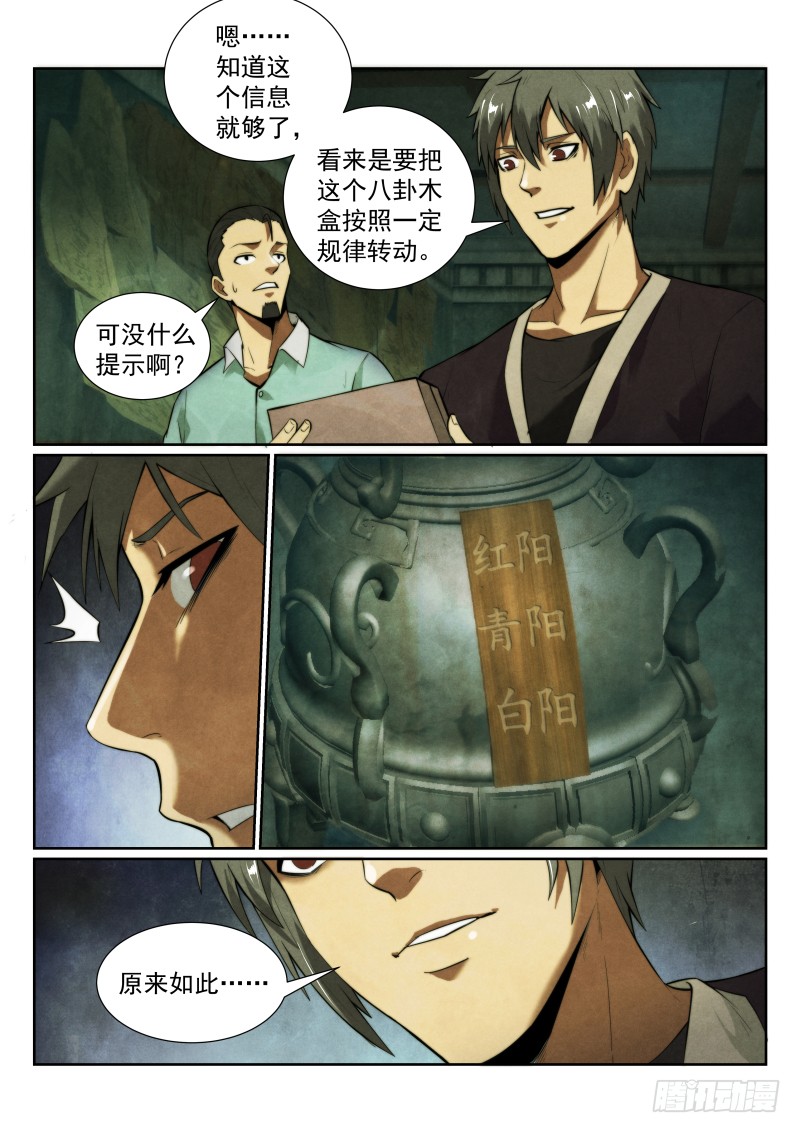 嗯……
知道这
个信息
就够了，
看来是要把
这个八卦木
盒按照一定
规律转动。
可没什么
提示啊？
红阳
青阳
白阳
原来如此……
腾讯动漫